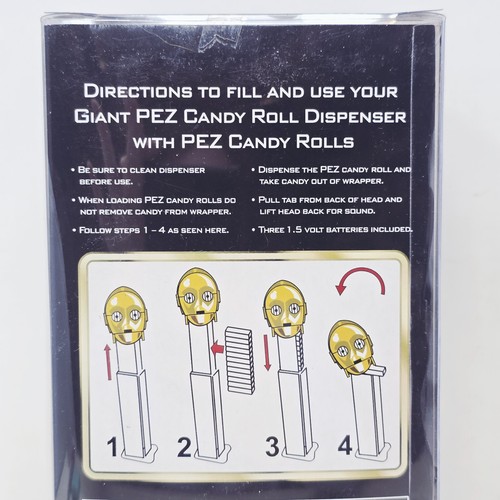 DIRECTIONS TO FILL AND USE YOUR
GIANT PEZ CANDY ROLL DISPENSER
WITH PEZ CANDY ROLLS
• BE SURE TO CLEAN DISPENSER
BEFORE USE.
• WHEN LOADING PEZ CANDY ROLLS DO
NOT REMOVE CANDY FROM WRAPPER.
• FOLLOW STEPS 1 – 4 AS SEEN HERE.
• DISPENSE THE PEZ CANDY ROLL AND
TAKE CANDY OUT OF WRAPPER.
• PULL TAB FROM BACK OF HEAD AND
LIFT HEAD BACK FOR SOUND.
• THREE 1.5 VOLT BATTERIES INCLUDED.
1 2 3 4